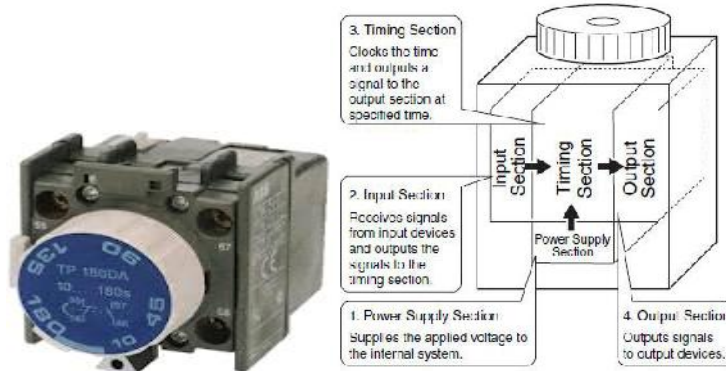 3. Timing Section
Clocks the time
and outputs a
signal to the
output section at
specified time.
2. Input Section
Receives signals
from input devices
and outputs the
signals to the
timing section.
1. Power Supply Section
Supplies the applied voltage to
the internal system.
4. Output Section
Outputs signals
to output devices.
Input
Section
Timing
Section
Output
Section
Power Supply
Section
67
TP 180DA
10.... 180s
10
45
90
135
180